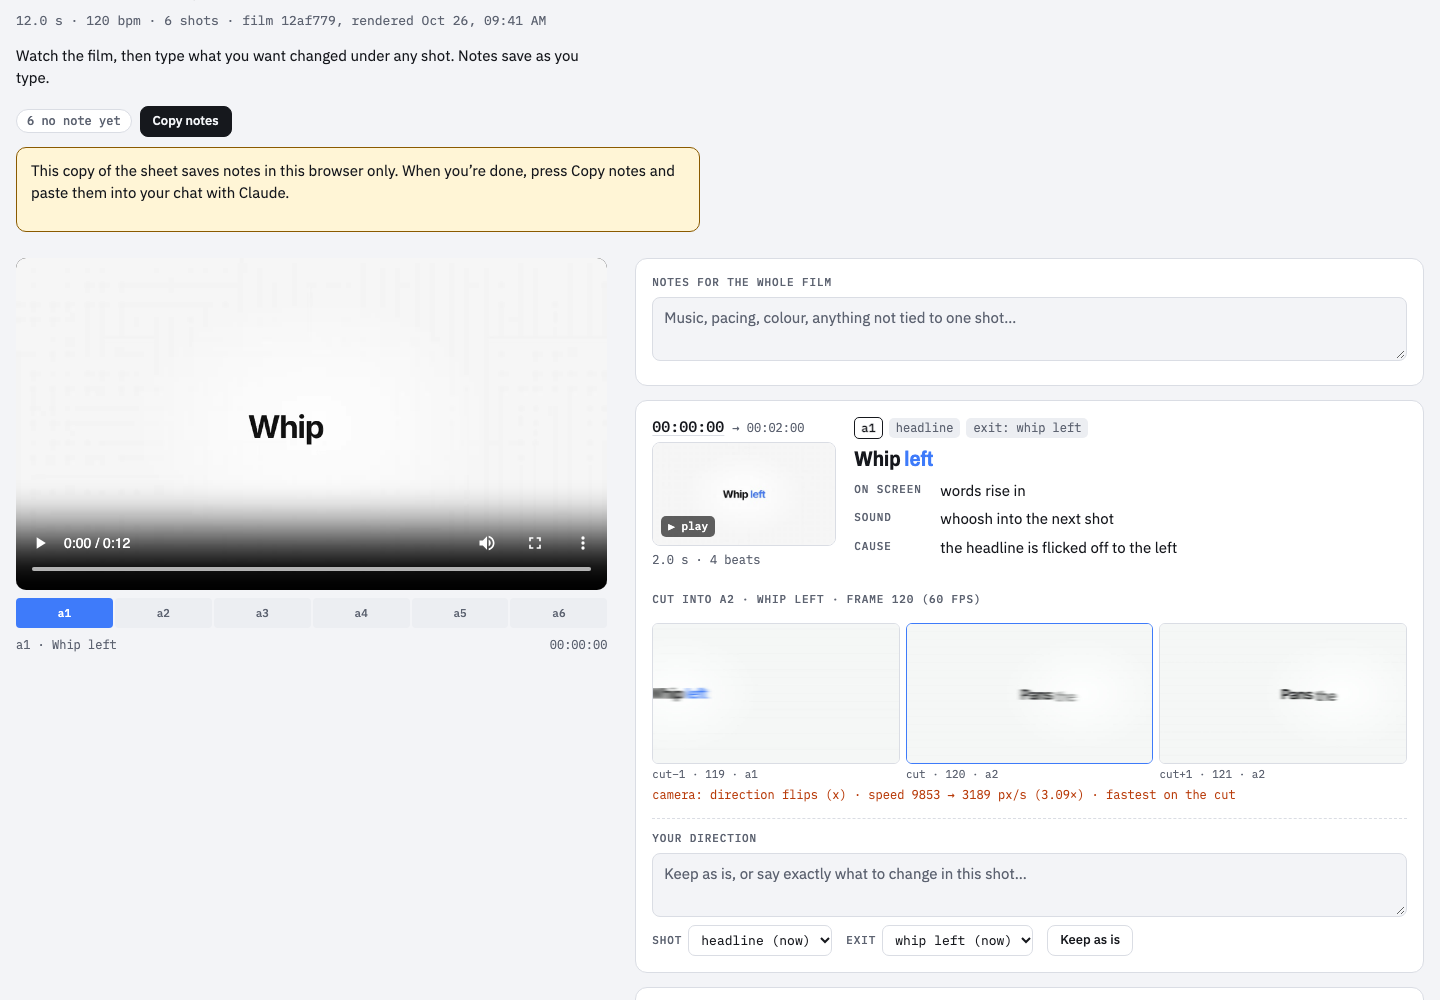 12.0 s · 120 bpm · 6 shots · film 12af779, rendered Oct 26, 09:41 AM
Watch the film, then type what you want changed under any shot. Notes save as you
type.
6 no note yet
Copy notes
This copy of the sheet saves notes in this browser only. When you’re done, press Copy notes and
paste them into your chat with Claude.
Whip
0:00 / 0:12
a1 a2 a3 a4 a5 a6
a1 · Whip left 00:00:00
NOTES FOR THE WHOLE FILM
Music, pacing, colour, anything not tied to one shot…
00:00:00 → 00:02:00
Whip left
▶ play
2.0 s · 4 beats
a1 headline exit: whip left
Whip left
ON SCREEN words rise in
SOUND whoosh into the next shot
CAUSE the headline is flicked off to the left
CUT INTO A2 · WHIP LEFT · FRAME 120 (60 FPS)
Whip left
Pans the
Pans the
cut−1 · 119 · a1
cut · 120 · a2
cut+1 · 121 · a2
camera: direction flips (x) · speed 9853 → 3189 px/s (3.09×) · fastest on the cut
YOUR DIRECTION
Keep as is, or say exactly what to change in this shot…
SHOT headline (now) EXIT whip left (now) Keep as is